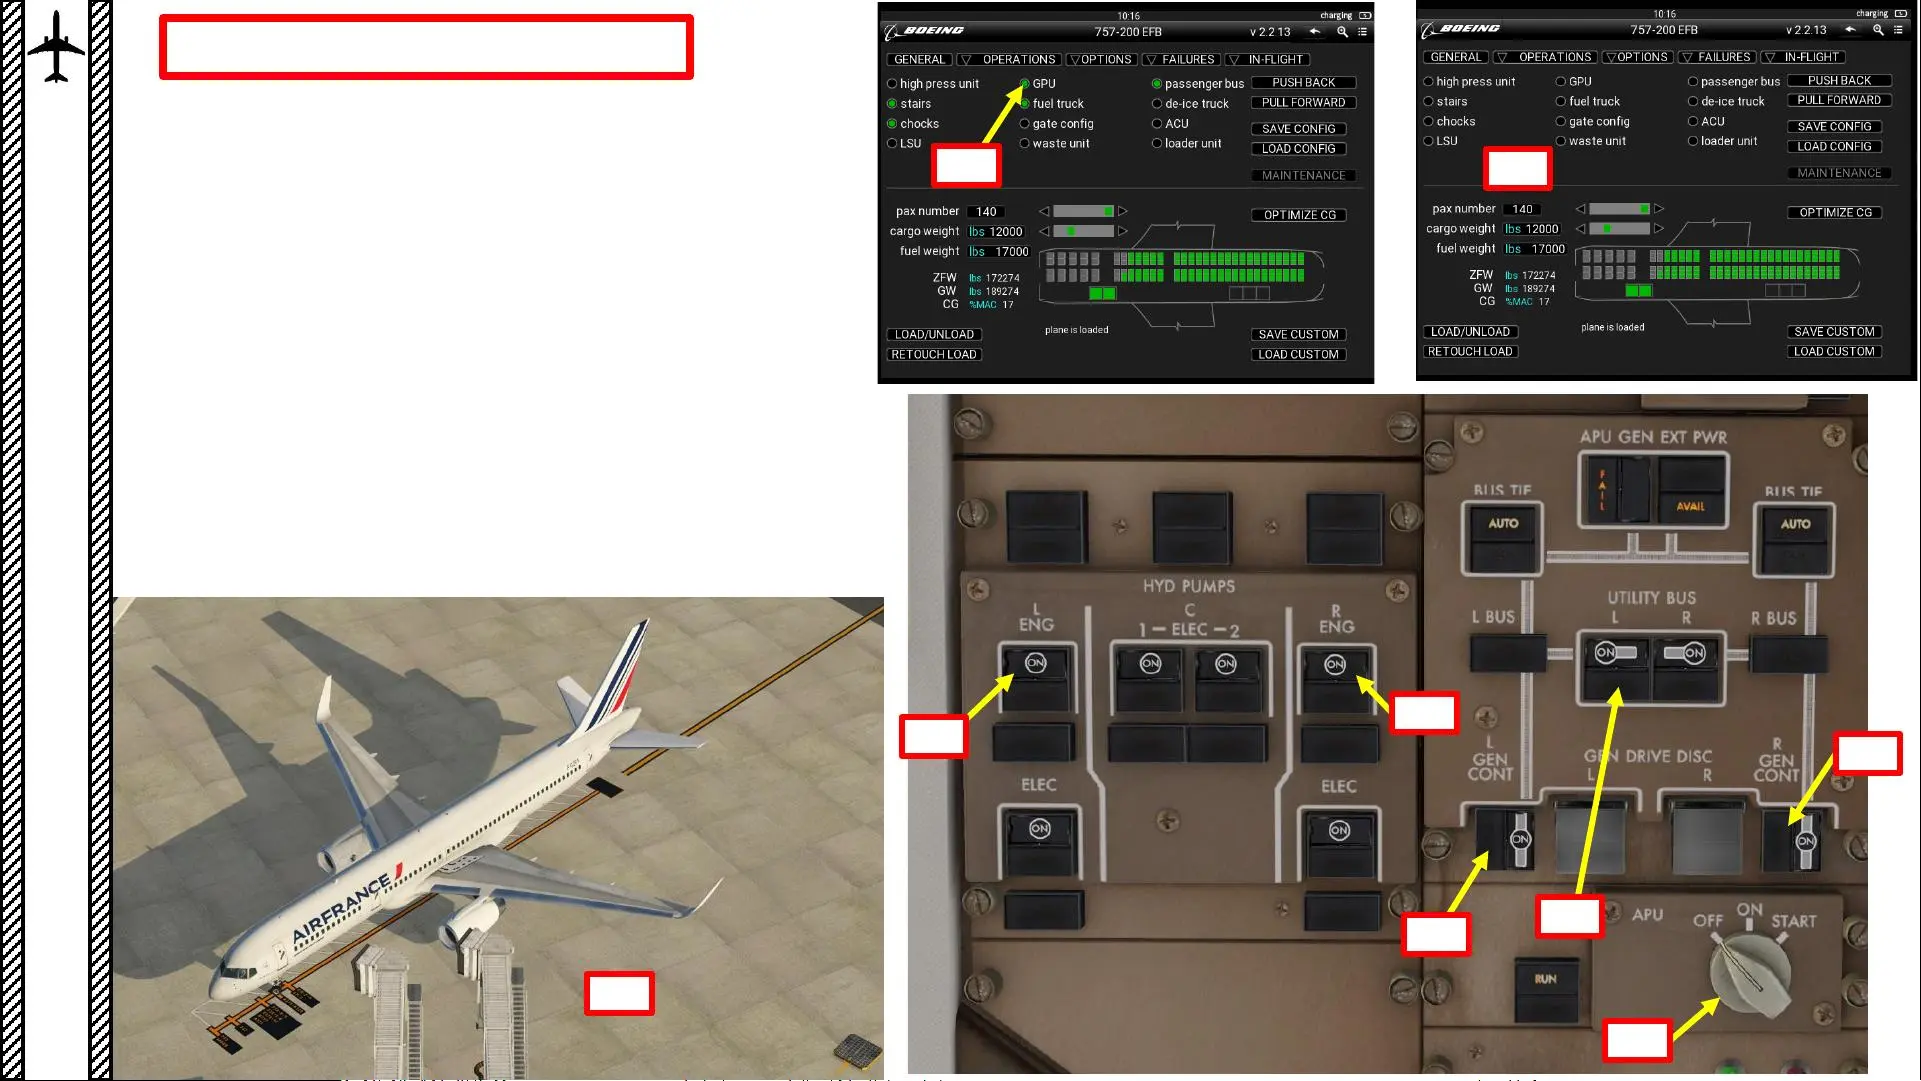 10:16
charging
BOEING
757-200 EFB
v 2.2.13
GENERAL
OPERATIONS
OPTIONS
FAILURES
IN-FLIGHT
high press unit
GPU
passenger bus
PUSH BACK
stairs
fuel truck
de-ice truck
PULL FORWARD
chocks
gate config
ACU
SAVE CONFIG
LSU
waste unit
loader unit
LOAD CONFIG
MAINTENANCE
pax number 140
OPTIMIZE CG
cargo weight lbs 12000
fuel weight lbs 17000
ZFW lbs 172274
GW lbs 189274
CG %MAC 17
plane is loaded
LOAD/UNLOAD
SAVE CUSTOM
RETOUCH LOAD
LOAD CUSTOM
10:16
charging
BOEING
757-200 EFB
v 2.2.13
GENERAL
OPERATIONS
OPTIONS
FAILURES
IN-FLIGHT
high press unit
GPU
passenger bus
PUSH BACK
stairs
fuel truck
de-ice truck
PULL FORWARD
chocks
gate config
ACU
SAVE CONFIG
LSU
waste unit
loader unit
LOAD CONFIG
MAINTENANCE
pax number 140
OPTIMIZE CG
cargo weight lbs 12000
fuel weight lbs 17000
ZFW lbs 172274
GW lbs 189274
CG %MAC 17
plane is loaded
LOAD/UNLOAD
SAVE CUSTOM
RETOUCH LOAD
LOAD CUSTOM
AIRFRANCE
HYD PUMPS
L
ENG
C
1 — ELEC — 2
R
ENG
ON
ON
ON
ON
ELEC
ELEC
ON
ON
APU GEN EXT PWR
FAIL
AVAIL
BUS TIE
BUS TIE
AUTO
AUTO
UTILITY BUS
L
R
L BUS
R BUS
ON
ON
L
GEN
CONT
GEN DRIVE DISC
L
R
R
GEN
CONT
ON
ON
APU
OFF
ON
START
RUN